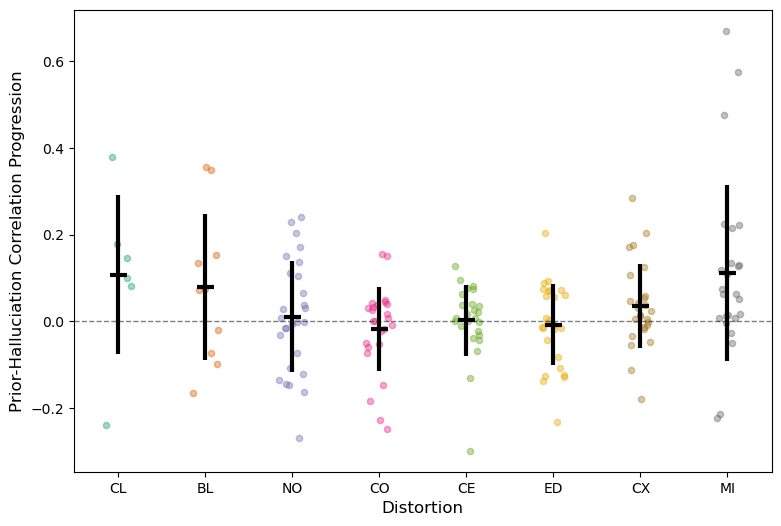 Prior-Halluciation Correlation Progression
0.6
0.4
0.2
0.0
−0.2
CL BL NO CO CE ED CX MI
Distortion